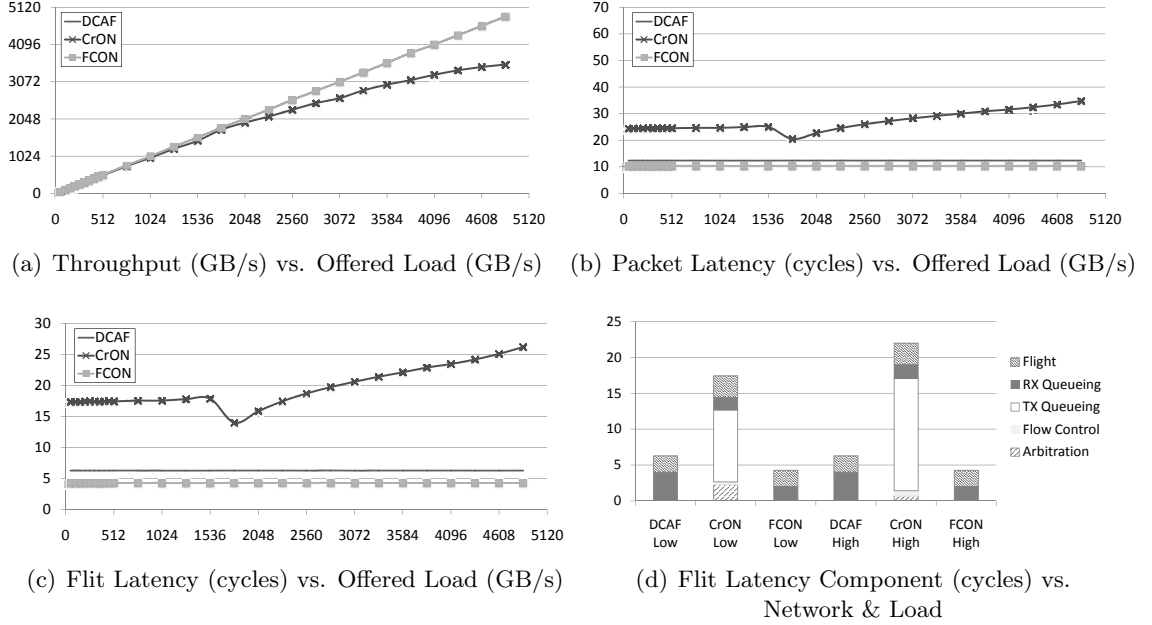 5120
4096
3072
2048
1024
0
DCAF
CrON
FCON
0 512 1024 1536 2048 2560 3072 3584 4096 4608 5120
(a) Throughput (GB/s) vs. Offered Load (GB/s)
70
60
50
40
30
20
10
0
DCAF
CrON
FCON
0 512 1024 1536 2048 2560 3072 3584 4096 4608 5120
(b) Packet Latency (cycles) vs. Offered Load (GB/s)
30
25
20
15
10
5
0
DCAF
CrON
FCON
0 512 1024 1536 2048 2560 3072 3584 4096 4608 5120
(c) Flit Latency (cycles) vs. Offered Load (GB/s)
25
20
15
10
5
0
DCAF CrON FCON DCAF CrON FCON
Low Low Low High High High
Flight
RX Queueing
TX Queueing
Flow Control
Arbitration
(d) Flit Latency Component (cycles) vs.
Network & Load